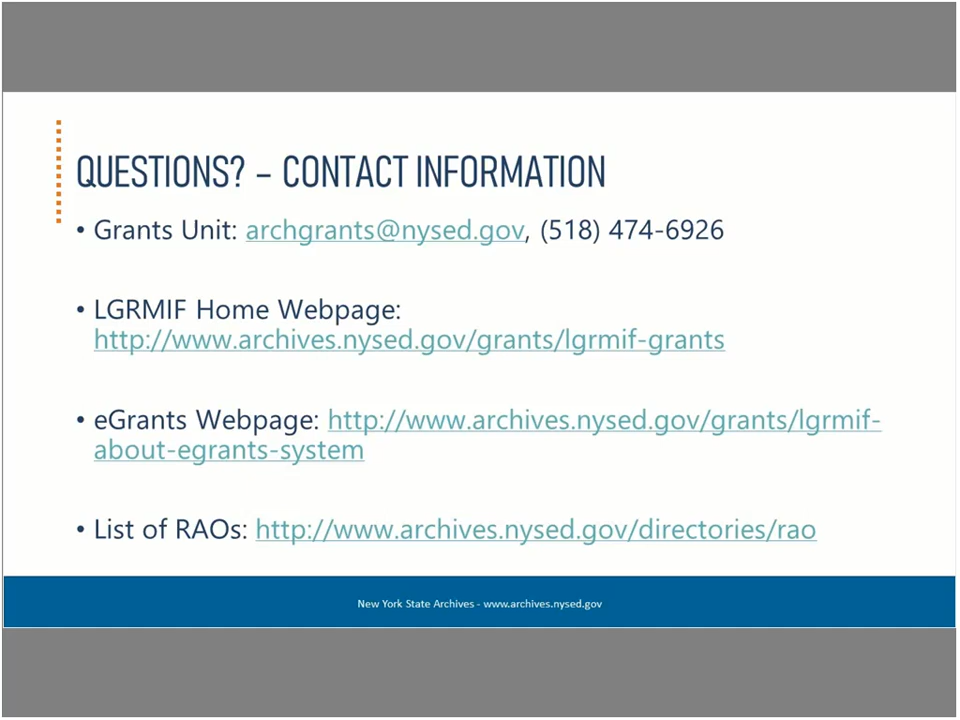 QUESTIONS? – CONTACT INFORMATION
• Grants Unit: archgrants@nysed.gov, (518) 474-6926
• LGRMIF Home Webpage:
http://www.archives.nysed.gov/grants/lgrmif-grants
• eGrants Webpage: http://www.archives.nysed.gov/grants/lgrmif-
about-egrants-system
• List of RAOs: http://www.archives.nysed.gov/directories/rao
New York State Archives - www.archives.nysed.gov